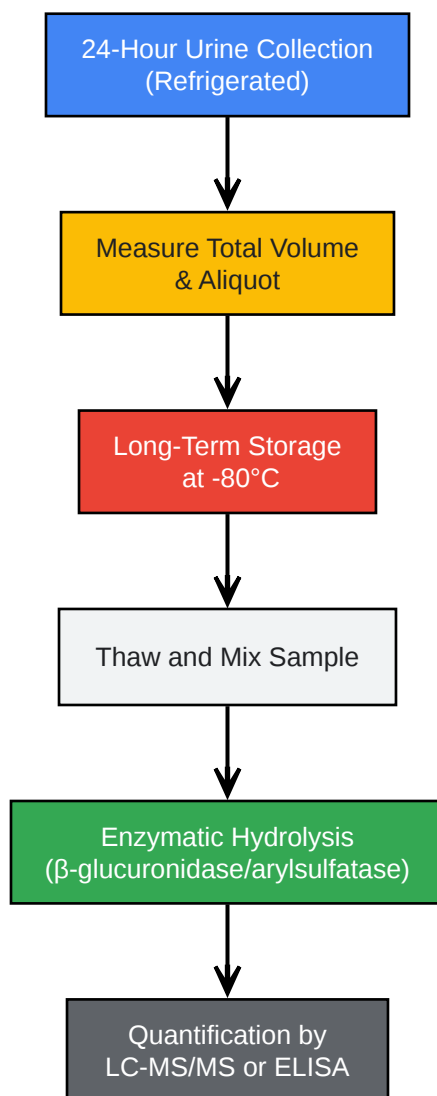 24-Hour Urine Collection
(Refrigerated)
Measure Total Volume
& Aliquot
Long-Term Storage
at -80°C
Thaw and Mix Sample
Enzymatic Hydrolysis
(β-glucuronidase/arylsulfatase)
Quantification by
LC-MS/MS or ELISA